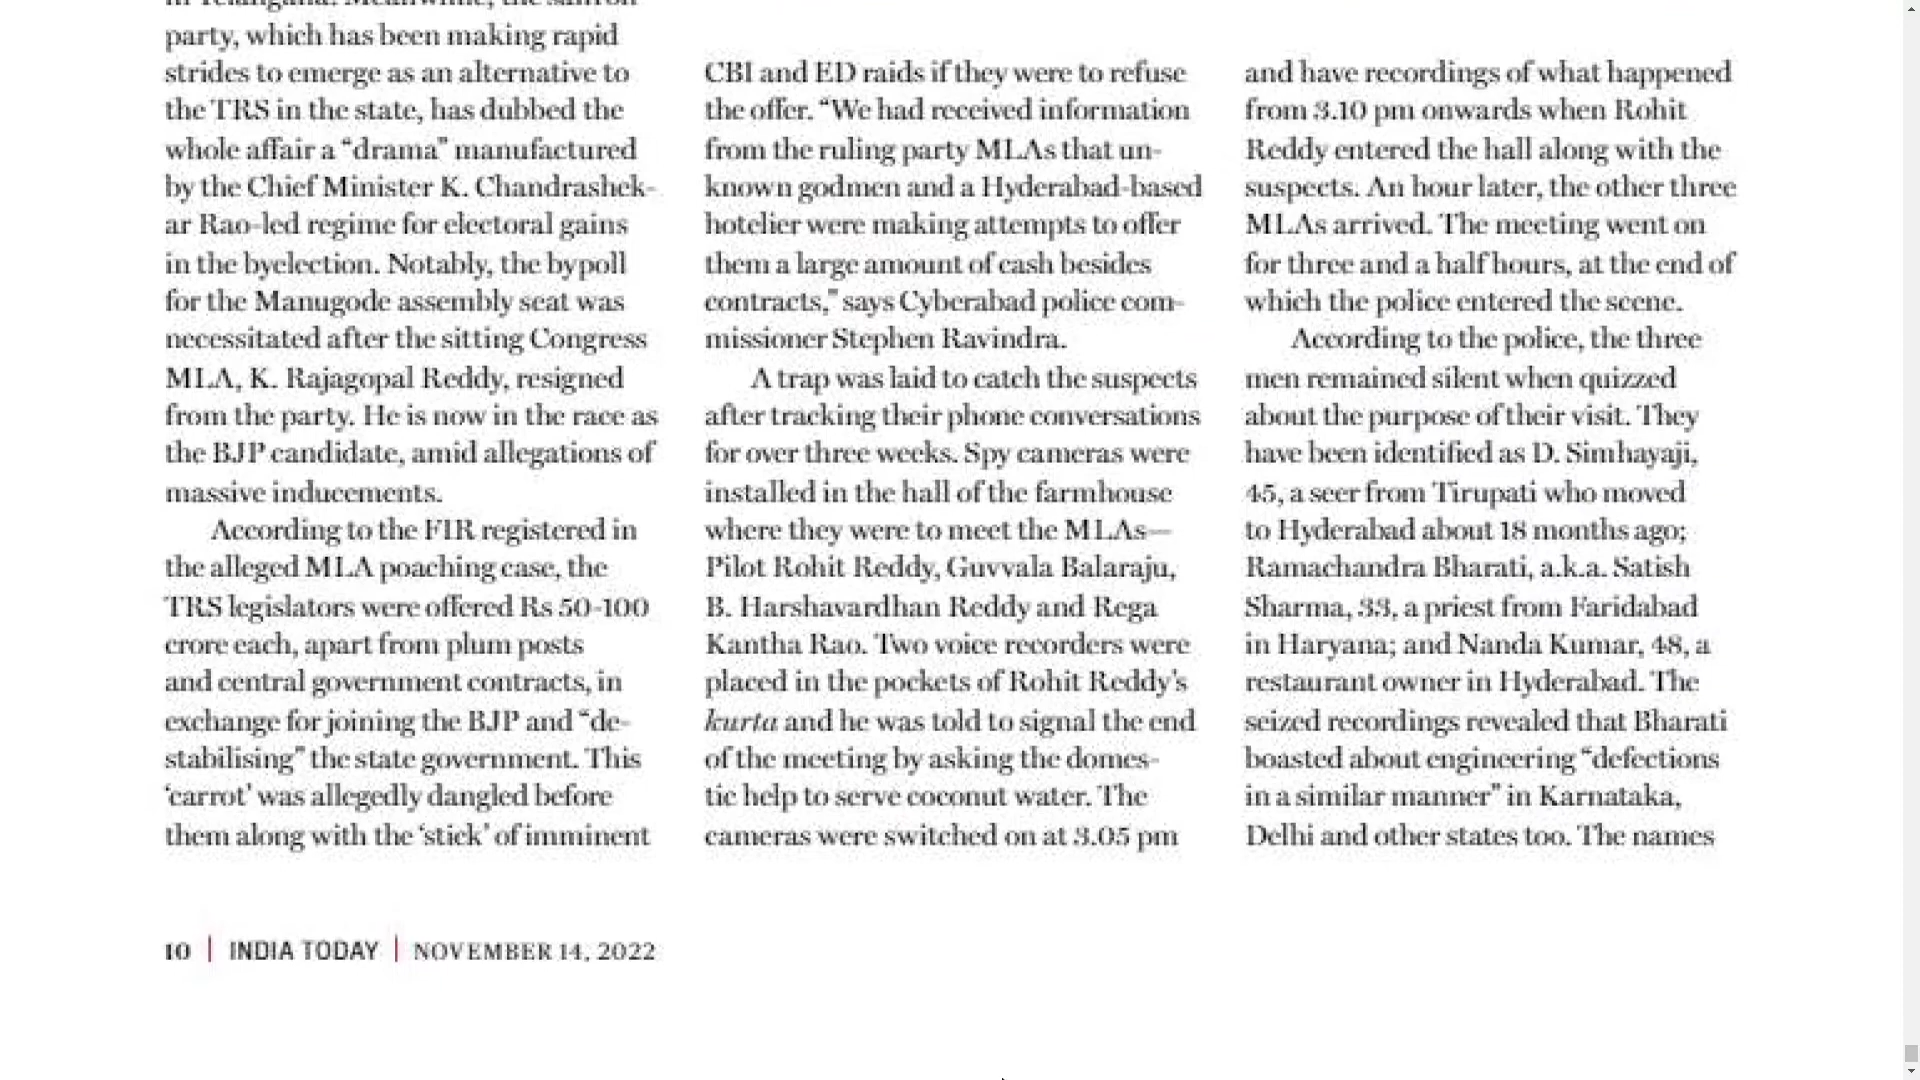 in Telangana. Meanwhile, the saffron
party, which has been making rapid
strides to emerge as an alternative to
the TRS in the state, has dubbed the
whole affair a “drama” manufactured
by the Chief Minister K. Chandrashek-
ar Rao-led regime for electoral gains
in the byelection. Notably, the bypoll
for the Manugode assembly seat was
necessitated after the sitting Congress
MLA, K. Rajagopal Reddy, resigned
from the party. He is now in the race as
the BJP candidate, amid allegations of
massive inducements.
According to the FIR registered in
the alleged MLA poaching case, the
TRS legislators were offered Rs 50-100
crore each, apart from plum posts
and central government contracts, in
exchange for joining the BJP and “de-
stabilising” the state government. This
‘carrot’ was allegedly dangled before
them along with the ‘stick’ of imminent
CBI and ED raids if they were to refuse
the offer. “We had received information
from the ruling party MLAs that un-
known godmen and a Hyderabad-based
hotelier were making attempts to offer
them a large amount of cash besides
contracts,” says Cyberabad police com-
missioner Stephen Ravindra.
A trap was laid to catch the suspects
after tracking their phone conversations
for over three weeks. Spy cameras were
installed in the hall of the farmhouse
where they were to meet the MLAs—
Pilot Rohit Reddy, Guvvala Balaraju,
B. Harshavardhan Reddy and Rega
Kantha Rao. Two voice recorders were
placed in the pockets of Rohit Reddy’s
kurta and he was told to signal the end
of the meeting by asking the domes-
tic help to serve coconut water. The
cameras were switched on at 3.05 pm
and have recordings of what happened
from 3.10 pm onwards when Rohit
Reddy entered the hall along with the
suspects. An hour later, the other three
MLAs arrived. The meeting went on
for three and a half hours, at the end of
which the police entered the scene.
According to the police, the three
men remained silent when quizzed
about the purpose of their visit. They
have been identified as D. Simhayaji,
45, a seer from Tirupati who moved
to Hyderabad about 18 months ago;
Ramachandra Bharati, a.k.a. Satish
Sharma, 33, a priest from Faridabad
in Haryana; and Nanda Kumar, 48, a
restaurant owner in Hyderabad. The
seized recordings revealed that Bharati
boasted about engineering “defections
in a similar manner” in Karnataka,
Delhi and other states too. The names
10 | INDIA TODAY | NOVEMBER 14, 2022